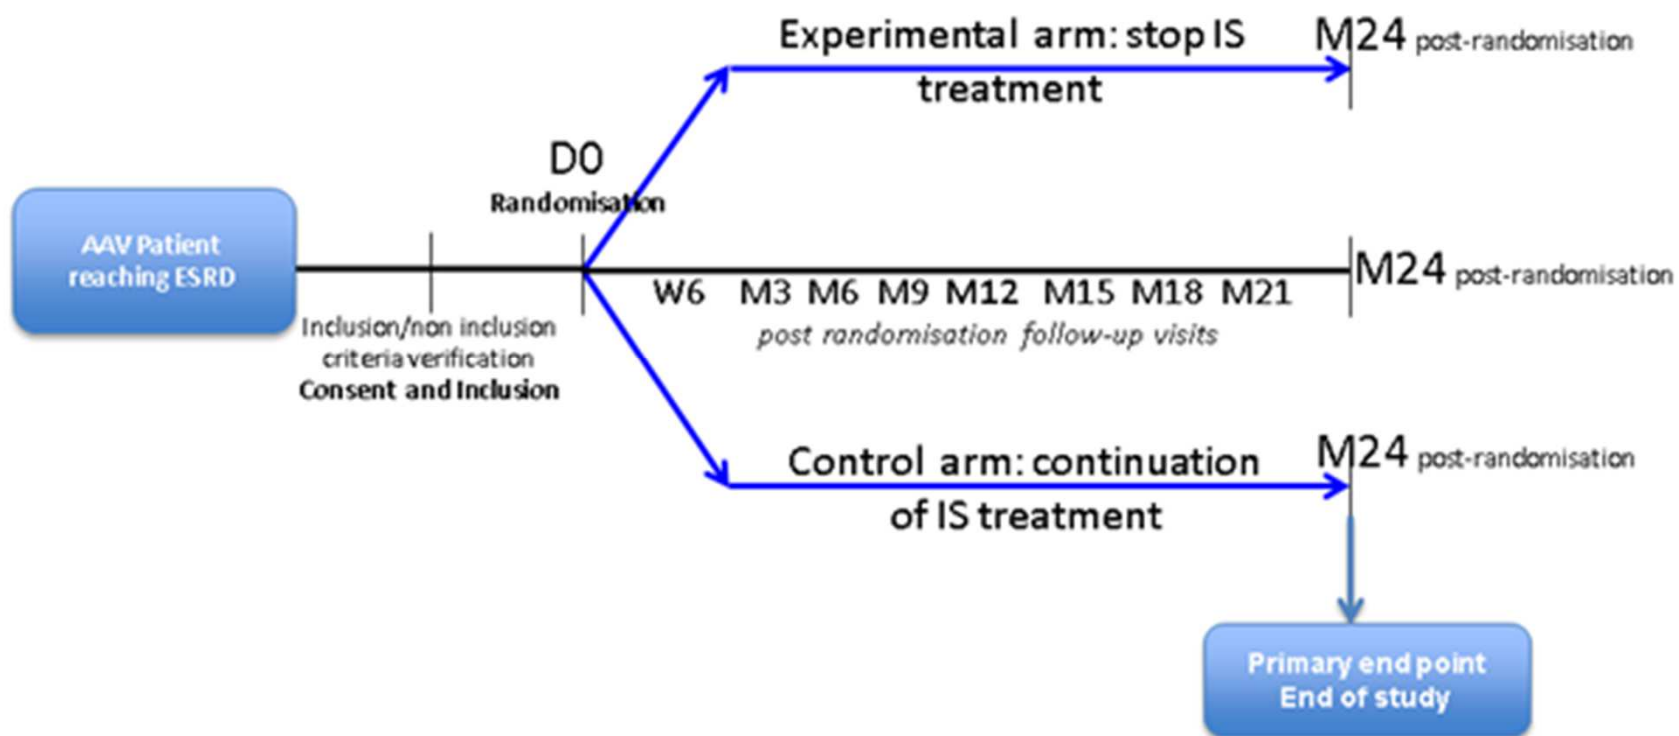 Experimental arm: stop IS
treatment
M24 post-randomisation
D0
Randomisation
AAV Patient
reaching ESRD
Inclusion/non inclusion
criteria verification
Consent and Inclusion
W6 M3 M6 M9 M12 M15 M18 M21
post randomisation follow-up visits
M24 post-randomisation
Control arm: continuation
of IS treatment
M24 post-randomisation
Primary end point
End of study